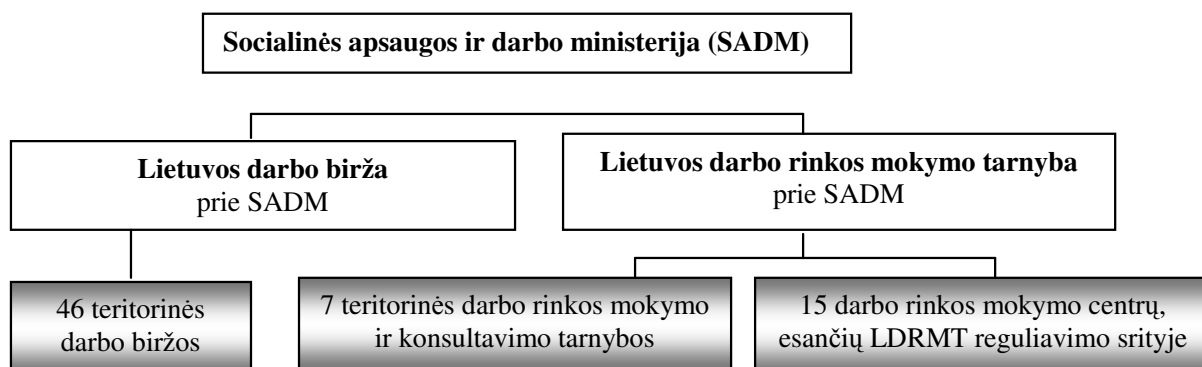 Socialinės apsaugos ir darbo ministerija (SADM)
Lietuvos darbo birža
prie SADM
Lietuvos darbo rinkos mokymo tarnyba
prie SADM
46 teritorinės
darbo biržos
7 teritorinės darbo rinkos mokymo
ir konsultavimo tarnybos
15 darbo rinkos mokymo centrų,
esančių LDRMT reguliavimo srityje